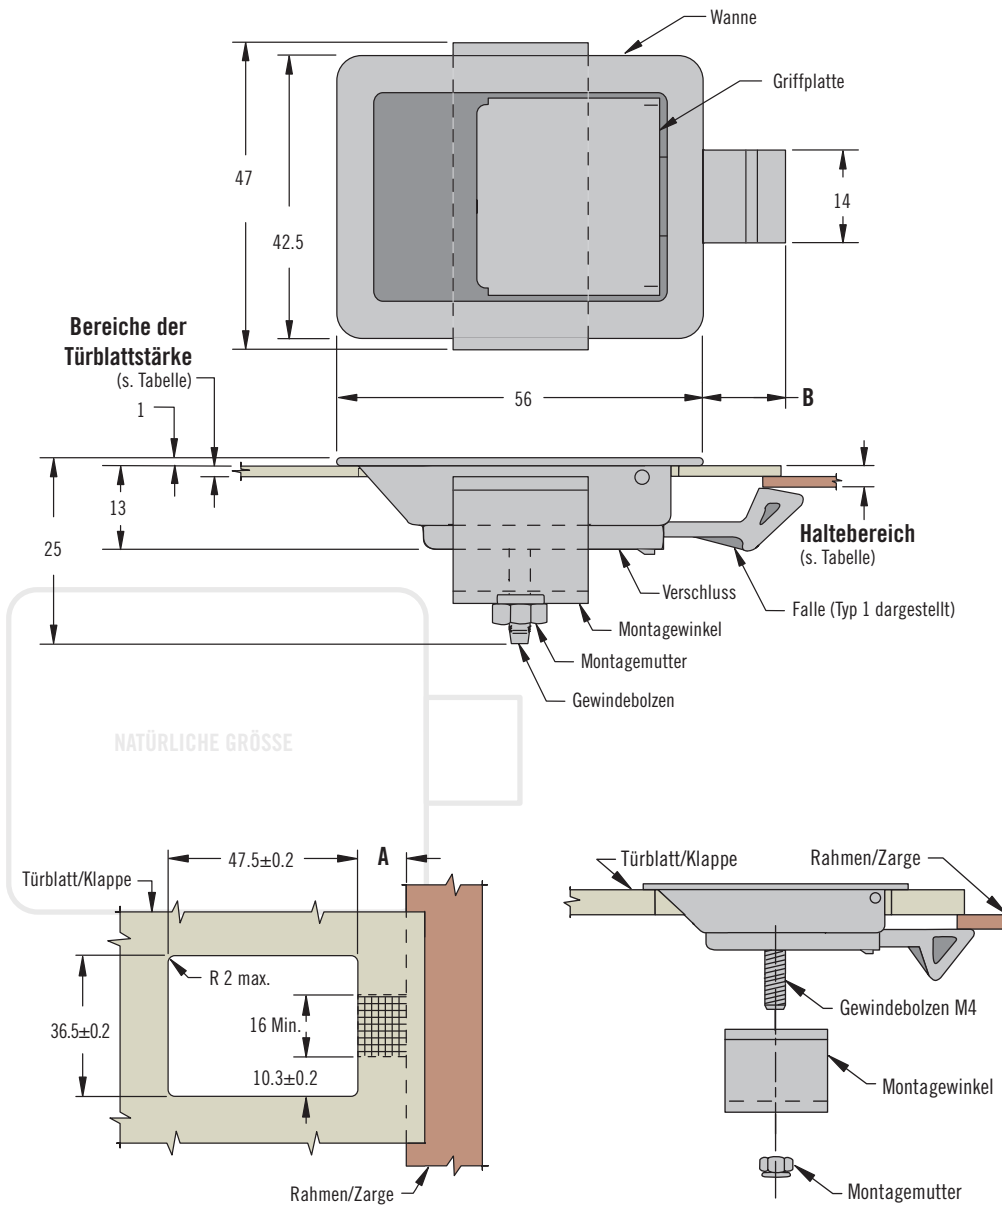 Wanne
Griffplatte
47
42.5
14
Bereiche der
Türblattstärke
(s. Tabelle)
1
56
B
13
25
Haltebereich
(s. Tabelle)
Verschluss
Falle (Typ 1 dargestellt)
Montagewinkel
Montagemutter
Gewindebolzen
NATÜRLICHE GRÖSSE
47.5±0.2
A
Türblatt/Klappe
R 2 max.
36.5±0.2
16 Min.
10.3±0.2
Rahmen/Zarge
Türblatt/Klappe
Rahmen/Zarge
Gewindebolzen M4
Montagewinkel
Montagemutter